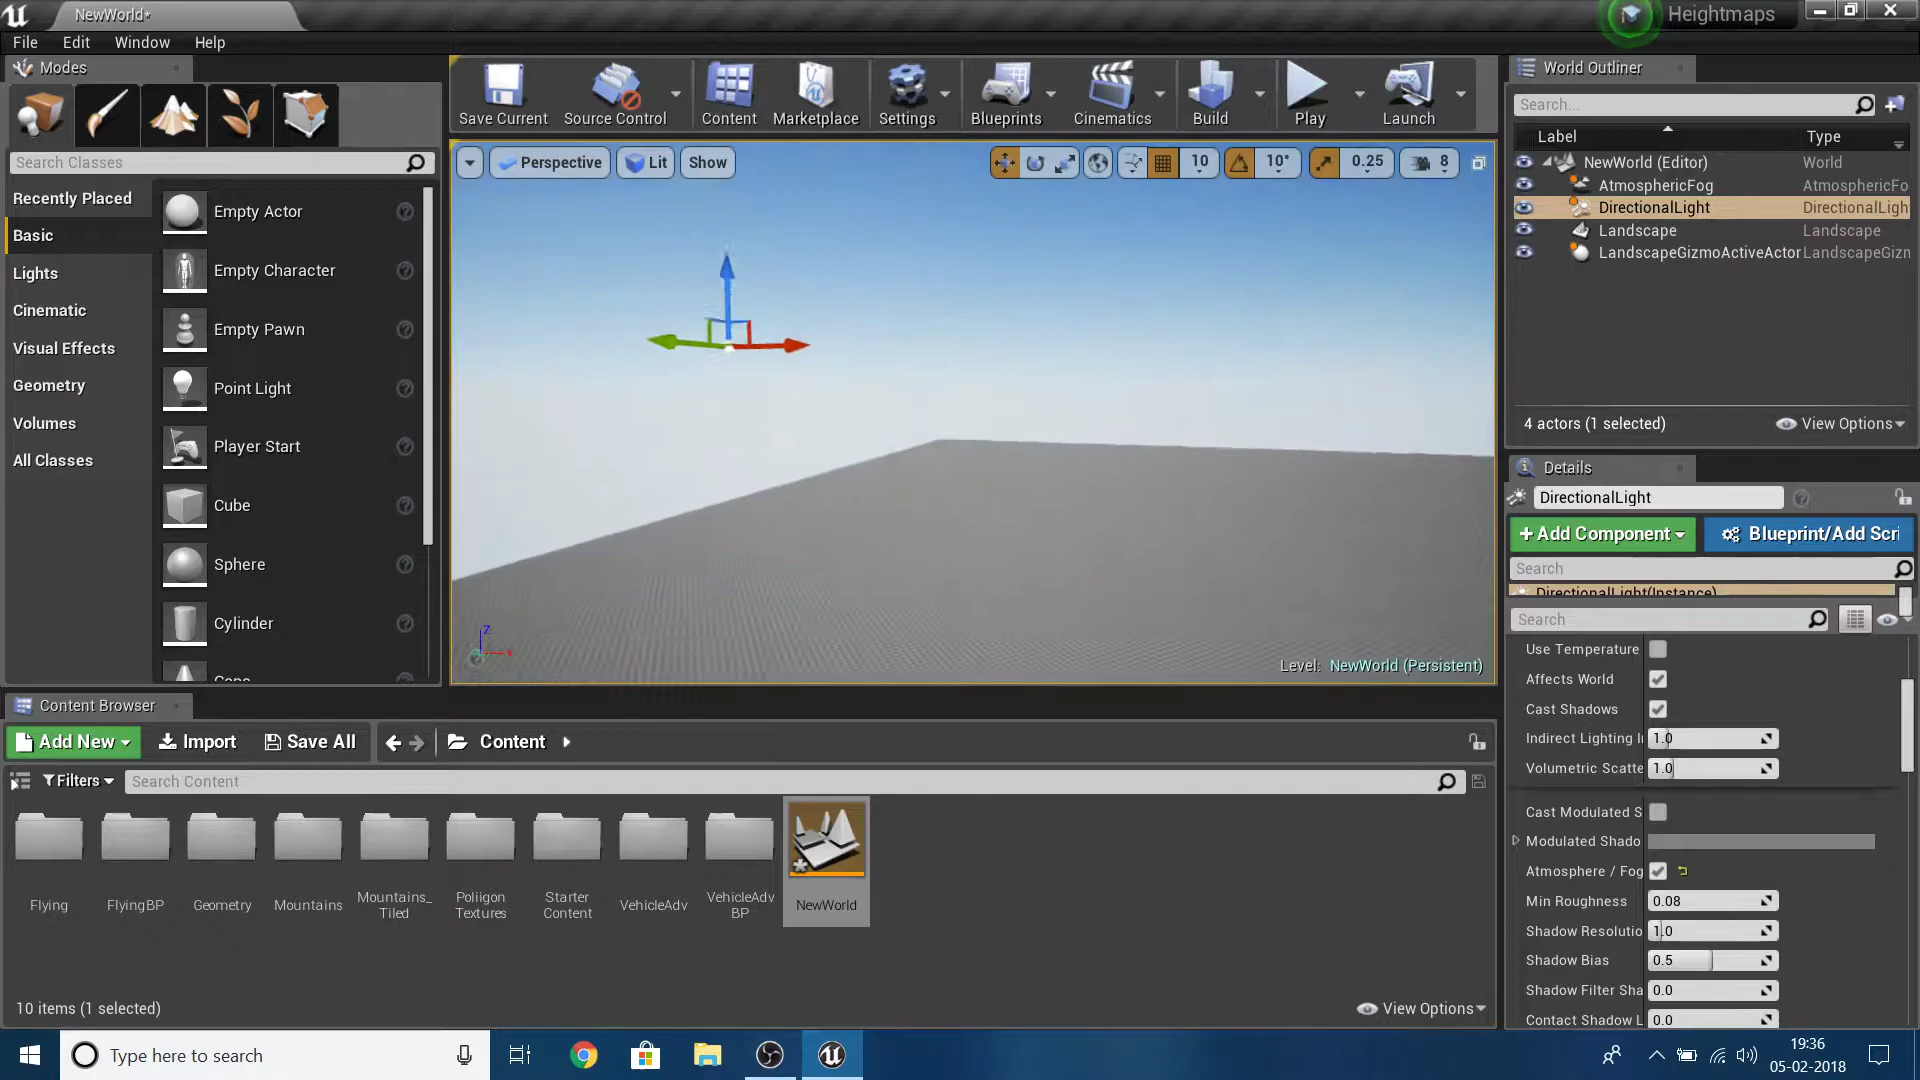 NewWorld*
Heightmaps
File Edit Window Help
Modes
Search Classes
Recently Placed
Basic
Lights
Cinematic
Visual Effects
Geometry
Volumes
All Classes
Empty Actor
Empty Character
Empty Pawn
Point Light
Player Start
Cube
Sphere
Cylinder
Save Current Source Control Content Marketplace Settings Blueprints Cinematics Build Play Launch
Perspective Lit Show 10 10° 0.25 8
Z
Level: NewWorld (Persistent)
World Outliner
Search...
Label Type
NewWorld (Editor) World
AtmosphericFog AtmosphericFo
DirectionalLight DirectionalLigh
Landscape Landscape
LandscapeGizmoActiveActor LandscapeGizn
4 actors (1 selected) View Options
Details
DirectionalLight
+Add Component Blueprint/Add Scri
Search
DirectionalLight(Instance)
Search
Use Temperature
Affects World
Cast Shadows
Indirect Lighting I 1.0
Volumetric Scatte 1.0
Cast Modulated S
Modulated Shado
Atmosphere / Fog
Min Roughness 0.08
Shadow Resolutio 1.0
Shadow Bias 0.5
Shadow Filter Sha 0.0
Contact Shadow L 0.0
Content Browser
Add New Import Save All Content
Filters Search Content
Flying
FlyingBP
Geometry
Mountains
Mountains_
Tiled
Poliigon
Textures
Starter
Content
VehicleAdv
VehicleAdv
BP
NewWorld
10 items (1 selected) View Options
Type here to search
19:36
05-02-2018